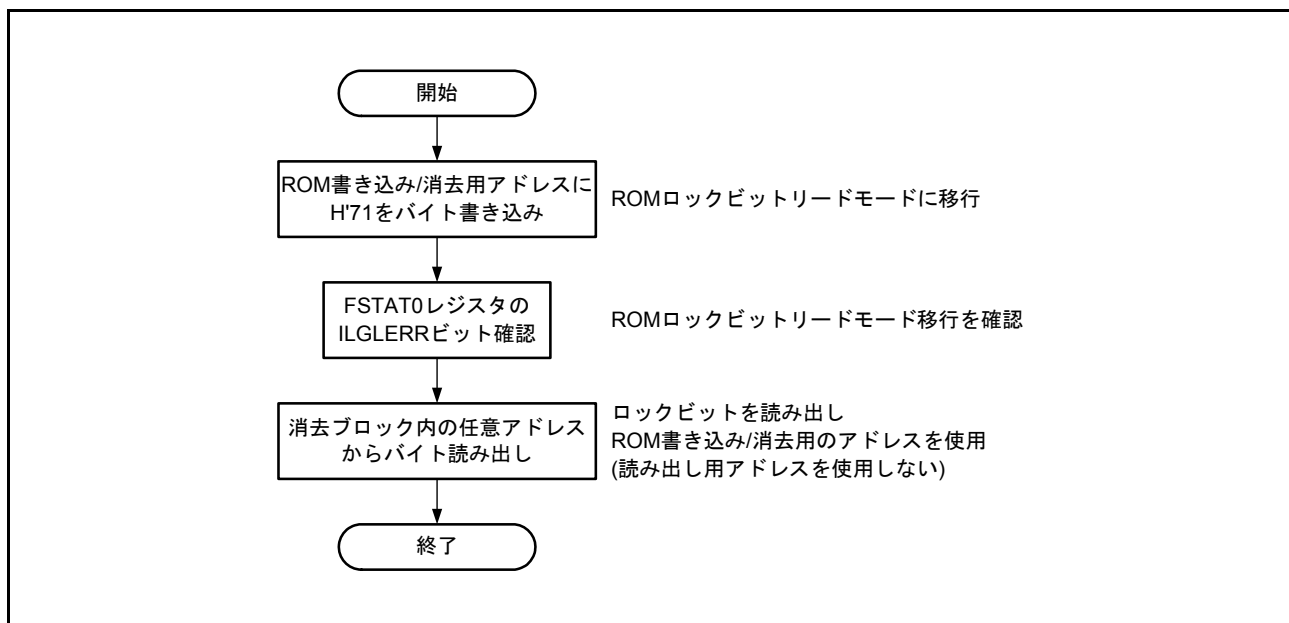 開始
ROM書き込み/消去用アドレスに
H'71をバイト書き込み
ROMロックビットリードモードに移行
FSTAT0レジスタの
ILGLERRビット確認
ROMロックビットリードモード移行を確認
消去ブロック内の任意アドレス
からバイト読み出し
ロックビットを読み出し
ROM書き込み/消去用のアドレスを使用
(読み出し用アドレスを使用しない)
終了